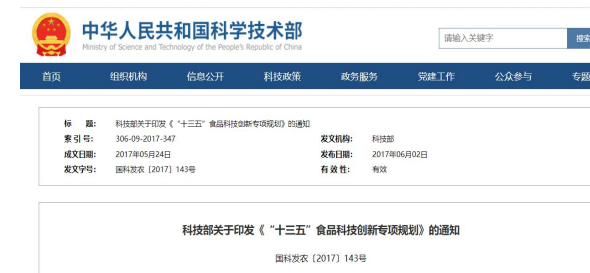 中华人民共和国科学技术部
Ministry of Science and Technology of the People's Republic of China
请输入关键字
搜索
首页 组织机构 信息公开 科技政策 政务服务 党建工作 公众参与 专题
标 题: 科技部关于印发《“十三五”食品科技创新专项规划》的通知
索引号: 306-09-2017-347 发文机构: 科技部
成文日期: 2017年05月24日 发布日期: 2017年06月02日
发文字号: 国科发农〔2017〕143号 有效性: 有效
科技部关于印发《“十三五”食品科技创新专项规划》的通知
国科发农〔2017〕143号